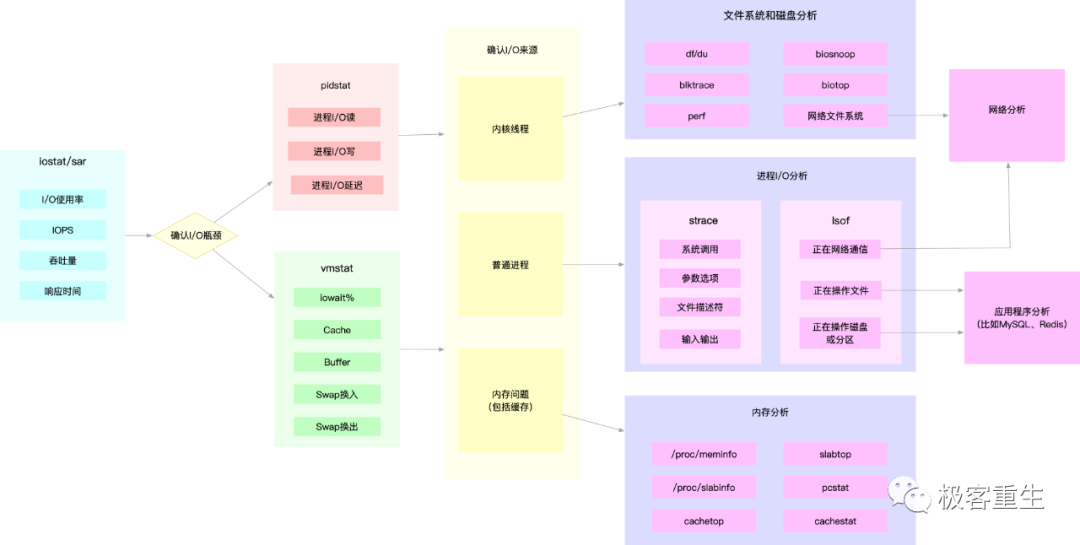 iostat/sar
I/O使用率
IOPS
吞吐量
响应时间
确认I/O瓶颈
pidstat
进程I/O读
进程I/O写
进程I/O延迟
vmstat
iowait%
Cache
Buffer
Swap换入
Swap换出
确认I/O来源
内核线程
普通进程
内存问题
(包括缓存)
文件系统和磁盘分析
df/du
biosnoop
blktrace
biotop
perf
网络文件系统
进程I/O分析
strace
系统调用
参数选项
文件描述符
输入输出
lsof
正在网络通信
正在操作文件
正在操作磁盘
或分区
内存分析
/proc/meminfo
slabtop
/proc/slabinfo
pcstat
cachetop
cachestat
网络分析
应用程序分析
(比如MySQL、Redis)
极客重生